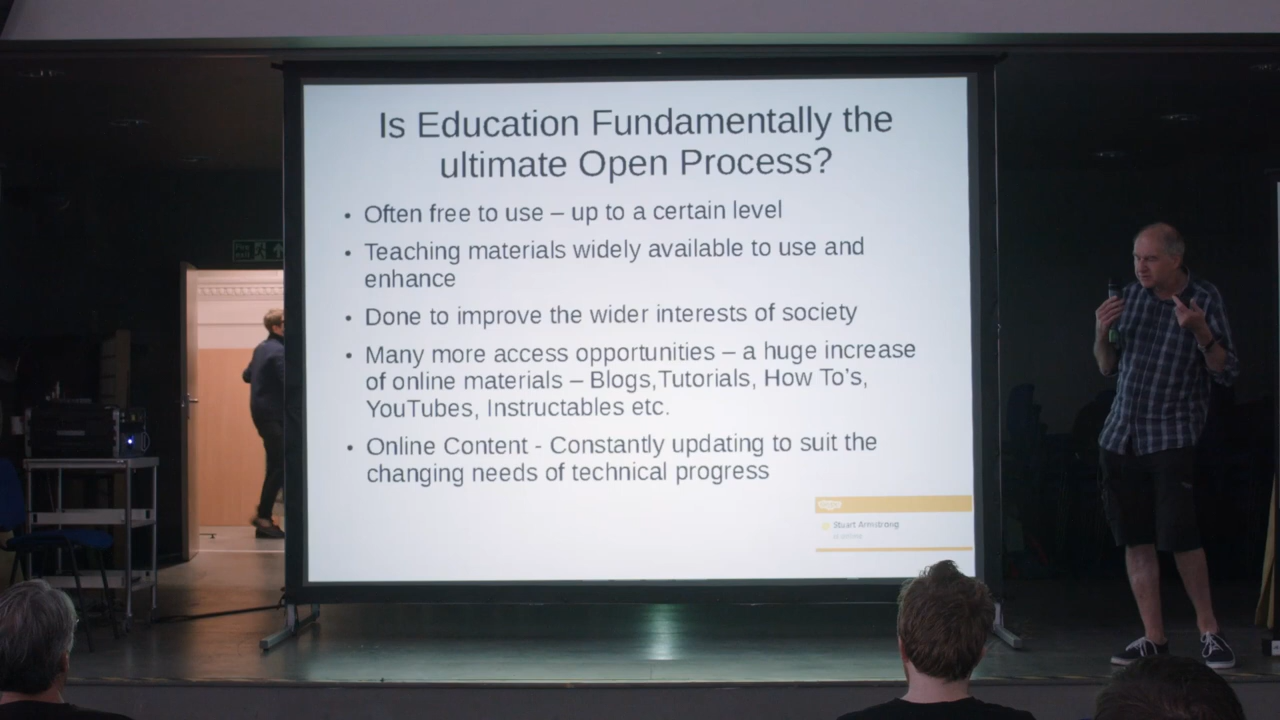 Is Education Fundamentally the
ultimate Open Process?
• Often free to use – up to a certain level
• Teaching materials widely available to use and
enhance
• Done to improve the wider interests of society
• Many more access opportunities – a huge increase
of online materials – Blogs,Tutorials, How To's,
YouTubes, Instructables etc.
• Online Content - Constantly updating to suit the
changing needs of technical progress
Stuart Armstrong